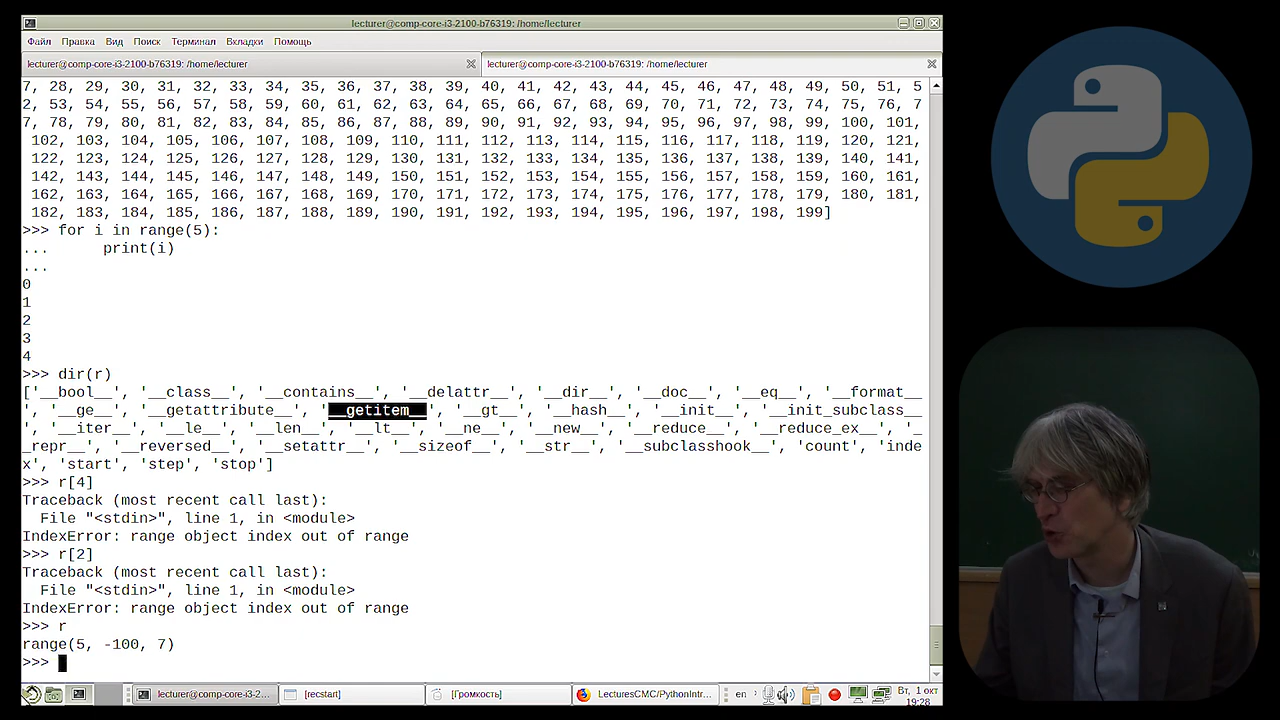 lecturer@comp-core-i3-2100-b76319: /home/lecturer
Файл Правка Вид Поиск Терминал Вкладки Помощь
lecturer@comp-core-i3-2100-b76319: /home/lecturer lecturer@comp-core-i3-2100-b76319: /home/lecturer
7, 28, 29, 30, 31, 32, 33, 34, 35, 36, 37, 38, 39, 40, 41, 42, 43, 44, 45, 46, 47, 48, 49, 50, 51, 5
2, 53, 54, 55, 56, 57, 58, 59, 60, 61, 62, 63, 64, 65, 66, 67, 68, 69, 70, 71, 72, 73, 74, 75, 76, 7
7, 78, 79, 80, 81, 82, 83, 84, 85, 86, 87, 88, 89, 90, 91, 92, 93, 94, 95, 96, 97, 98, 99, 100, 101,
102, 103, 104, 105, 106, 107, 108, 109, 110, 111, 112, 113, 114, 115, 116, 117, 118, 119, 120, 121,
122, 123, 124, 125, 126, 127, 128, 129, 130, 131, 132, 133, 134, 135, 136, 137, 138, 139, 140, 141,
142, 143, 144, 145, 146, 147, 148, 149, 150, 151, 152, 153, 154, 155, 156, 157, 158, 159, 160, 161,
162, 163, 164, 165, 166, 167, 168, 169, 170, 171, 172, 173, 174, 175, 176, 177, 178, 179, 180, 181,
182, 183, 184, 185, 186, 187, 188, 189, 190, 191, 192, 193, 194, 195, 196, 197, 198, 199]
>>> for i in range(5):
...     print(i)
...
0
1
2
3
4
>>> dir(r)
['__bool__', '__class__', '__contains__', '__delattr__', '__dir__', '__doc__', '__eq__', '__format__
', '__ge__', '__getattribute__', '__getitem__', '__gt__', '__hash__', '__init__', '__init_subclass__
', '__iter__', '__le__', '__len__', '__lt__', '__ne__', '__new__', '__reduce__', '__reduce_ex__', '_
_repr__', '__reversed__', '__setattr__', '__sizeof__', '__str__', '__subclasshook__', 'count', 'inde
x', 'start', 'step', 'stop']
>>> r[4]
Traceback (most recent call last):
  File "<stdin>", line 1, in <module>
IndexError: range object index out of range
>>> r[2]
Traceback (most recent call last):
  File "<stdin>", line 1, in <module>
IndexError: range object index out of range
>>> r
range(5, -100, 7)
>>>
lecturer@comp-core-i3-2... [recstart] [Громкость] LecturesCMC/PythonIntr... en Вт, 1 окт
19:28